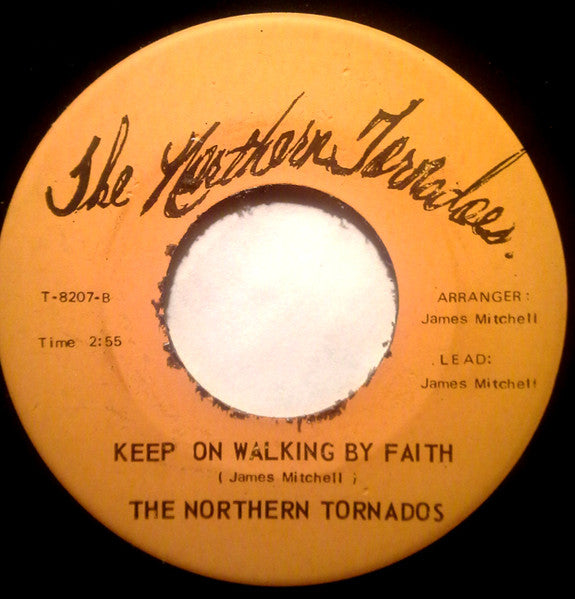 The Northern Tornadoes.
T-8207-B
Time 2:55
ARRANGER:
James Mitchell
LEAD:
James Mitchell
KEEP ON WALKING BY FAITH
( James Mitchell )
THE NORTHERN TORNADOS